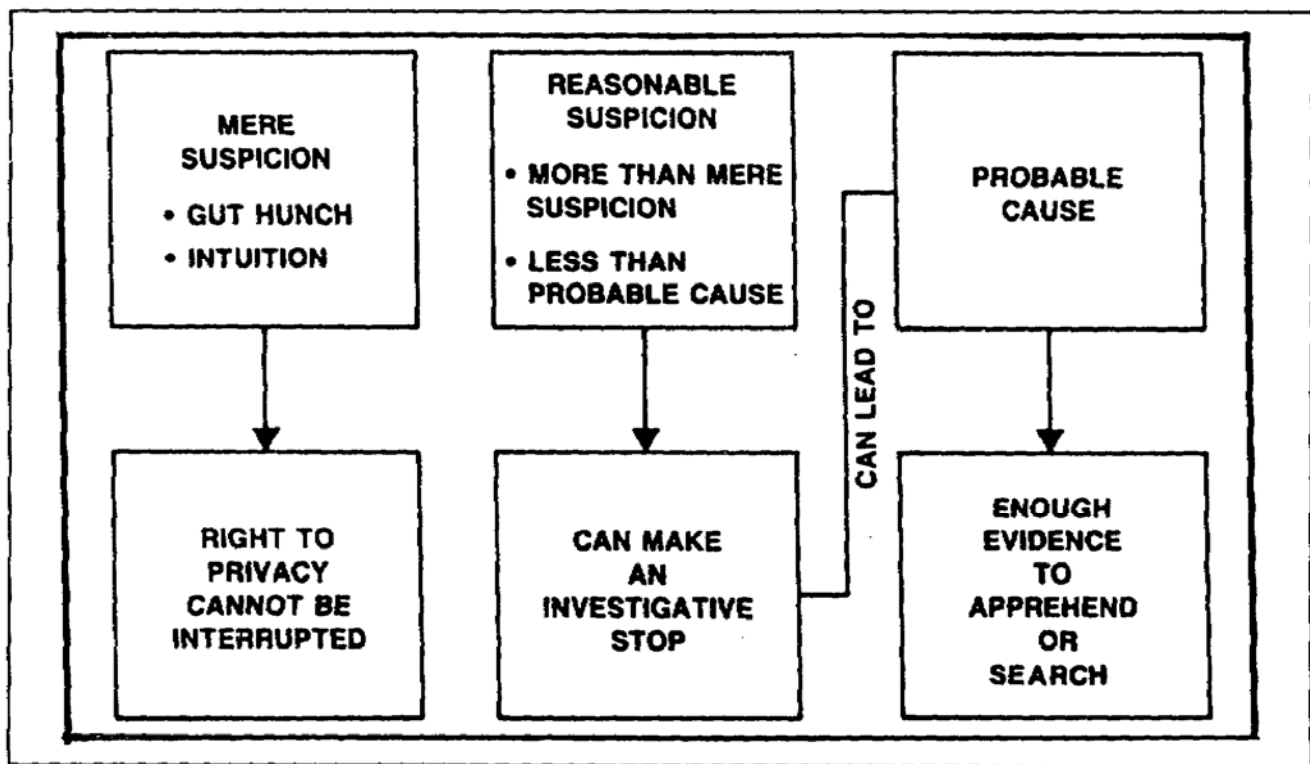 MERE
SUSPICION
• GUT HUNCH
• INTUITION
REASONABLE
SUSPICION
• MORE THAN MERE
SUSPICION
• LESS THAN
PROBABLE CAUSE
PROBABLE
CAUSE
CAN LEAD TO
RIGHT TO
PRIVACY
CANNOT BE
INTERRUPTED
CAN MAKE
AN
INVESTIGATIVE
STOP
ENOUGH
EVIDENCE
TO
APPREHEND
OR
SEARCH